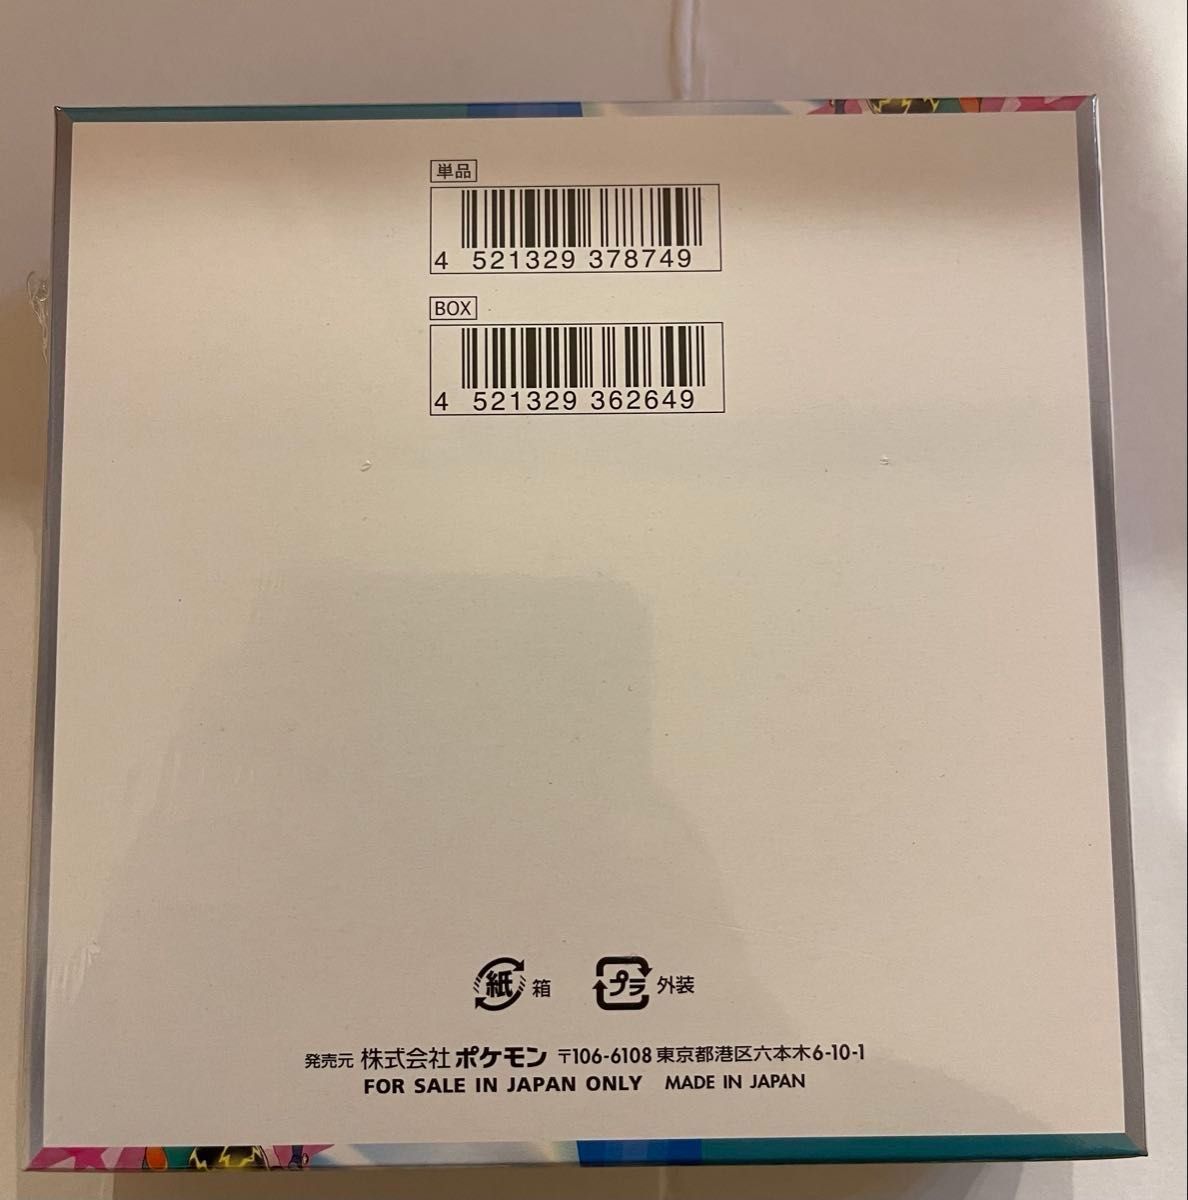 単品
4 521329 378749
BOX
4 521329 362649
紙 箱 プラ 外装
発売元 株式会社 ポケモン 〒106-6108 東京都港区六本木6-10-1
FOR SALE IN JAPAN ONLY MADE IN JAPAN